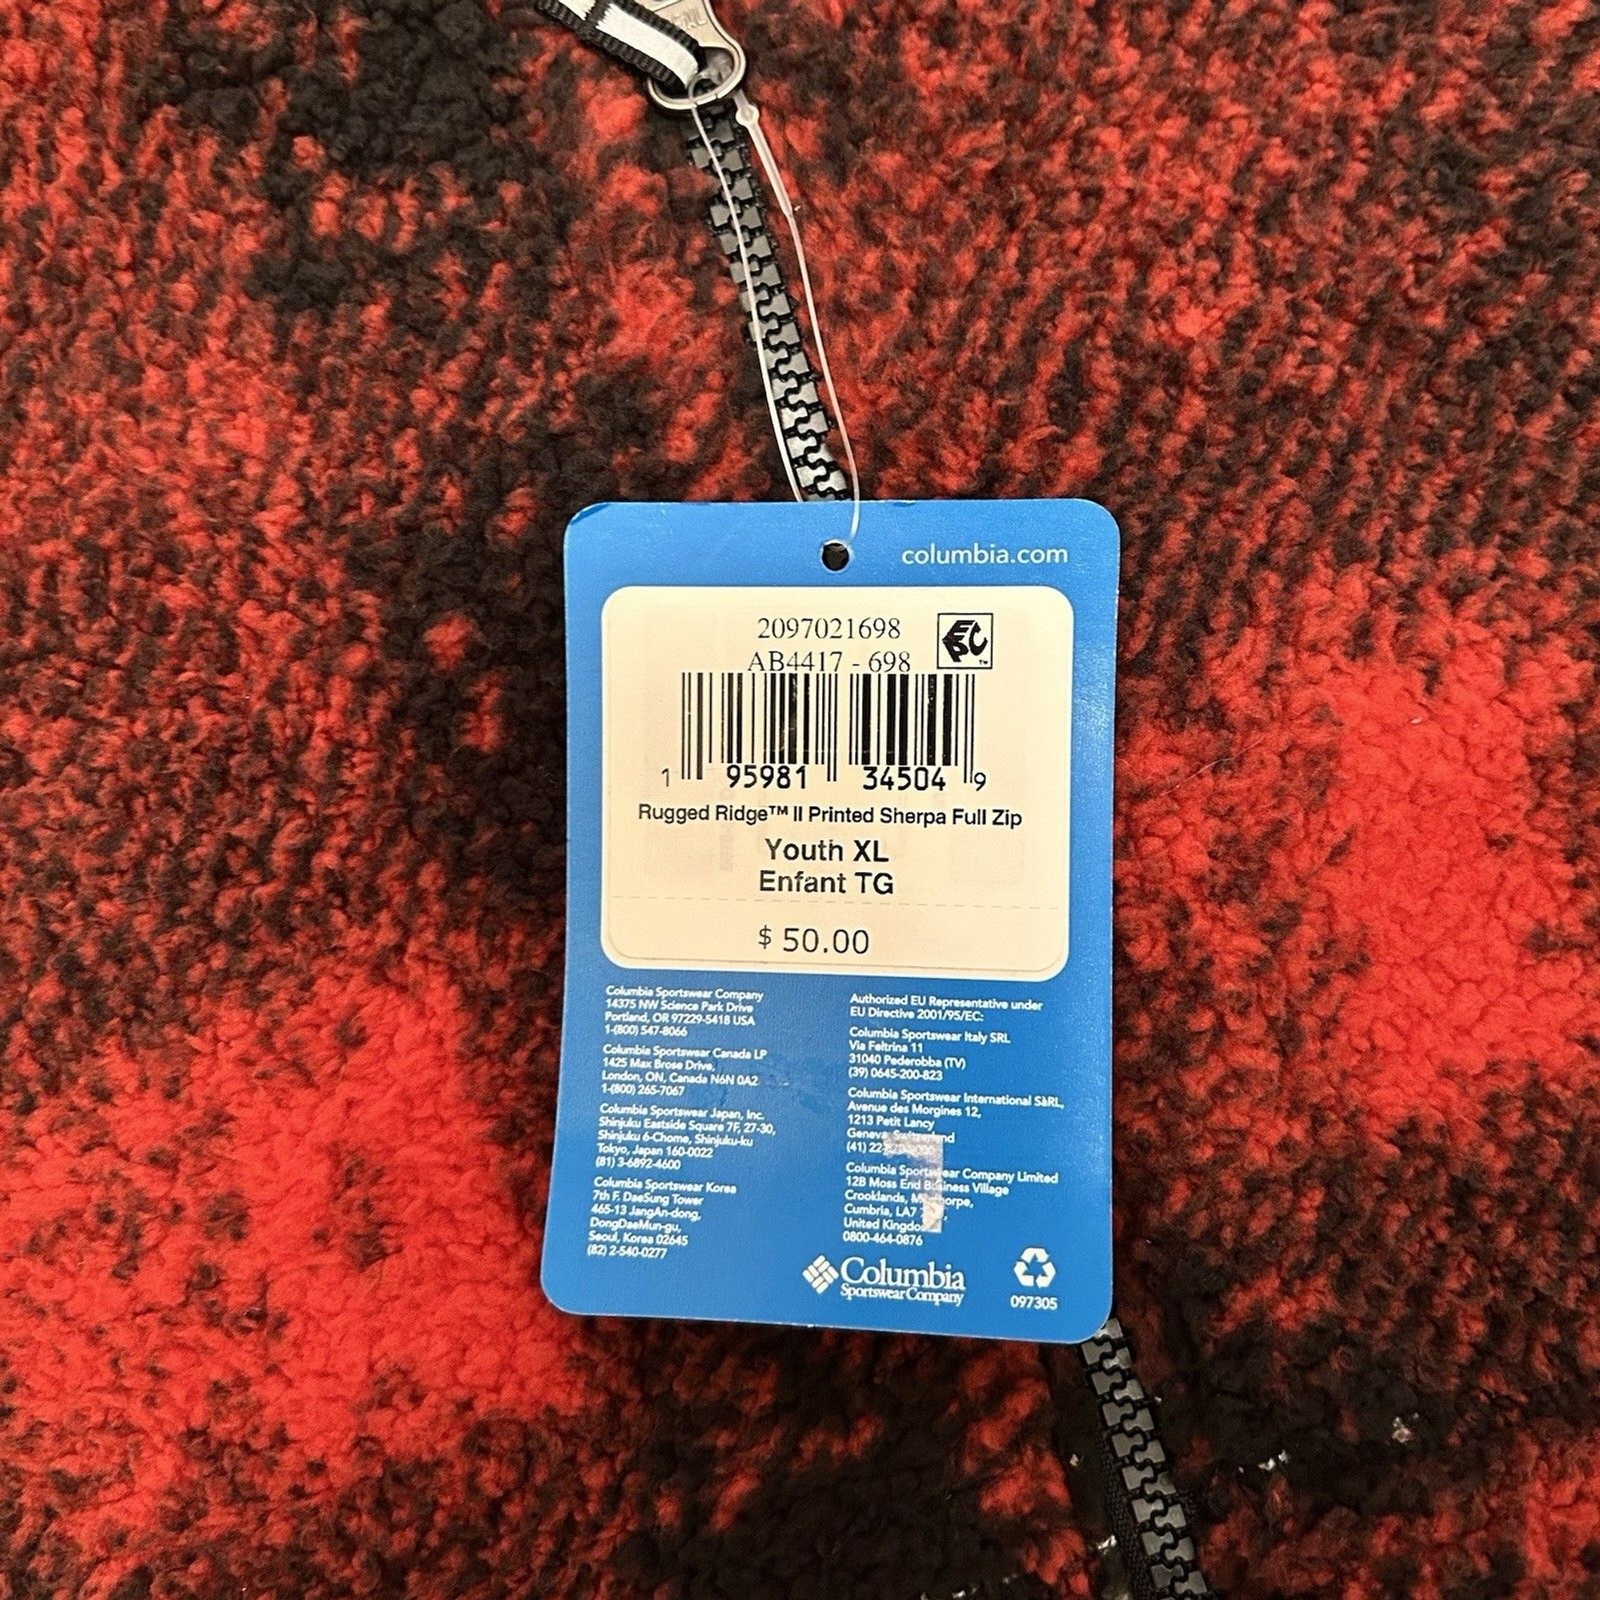 columbia.com
2097021698
AB4417 - 698
1 95981 34504 9
Rugged Ridge™ II Printed Sherpa Full Zip
Youth XL
Enfant TG
$ 50.00
Columbia Sportswear Company
14375 NW Science Park Drive
Portland, OR 97229-5418 USA
1-(800) 547-8066
Columbia Sportswear Canada LP
1425 Max Brose Drive,
London, ON, Canada N6N 0A2
1-(800) 265-7067
Columbia Sportswear Japan, Inc.
Shinjuku Eastside Square 7F, 27-30,
Shinjuku 6-Chome, Shinjuku-ku
Tokyo, Japan 160-0022
(81) 3-6892-4600
Columbia Sportswear Korea
7th F. DaeSung Tower
465-13 JangAn-dong,
DongDaeMun-gu,
Seoul, Korea 02645
(82) 2-540-0277
Authorized EU Representative under
EU Directive 2001/95/EC:
Columbia Sportswear Italy SRL
Via Feltrina 11
31040 Pederobba (TV)
(39) 0645-200-823
Columbia Sportswear International SàRL,
Avenue des Morgines 12,
1213 Petit Lancy
Geneva, Switzerland
(41) 22
Columbia Sportswear Company Limited
12B Moss End Business Village
Crooklands,
Cumbria, LA7
United Kingdom
0800-464-0876
Columbia
Sportswear Company
097305